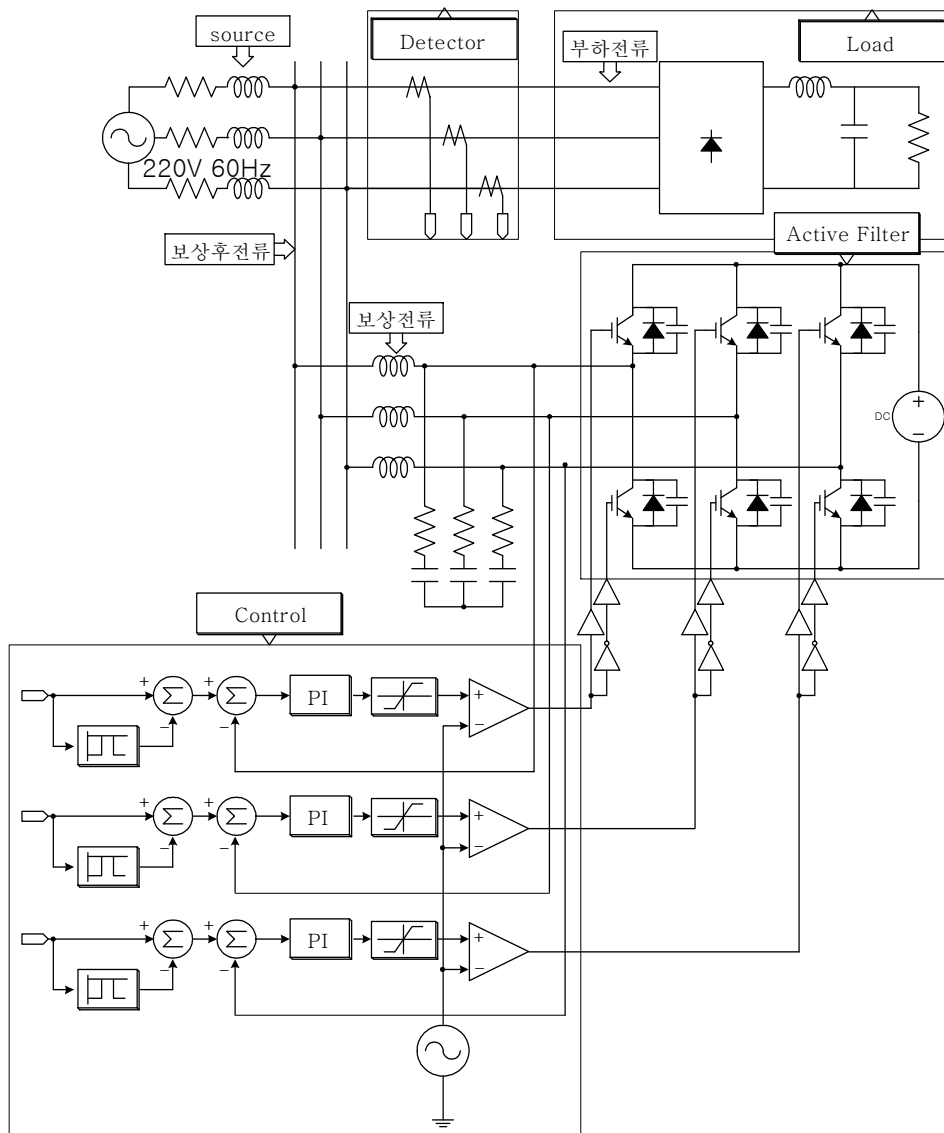 source
Detector
부하전류
Load
220V 60Hz
보상후전류
Active Filter
보상전류
DC
+
−
Control
+
−
Σ
+
−
Σ
PI
+
−
+
−
Σ
+
−
Σ
PI
+
−
+
−
Σ
+
−
Σ
PI
+
−